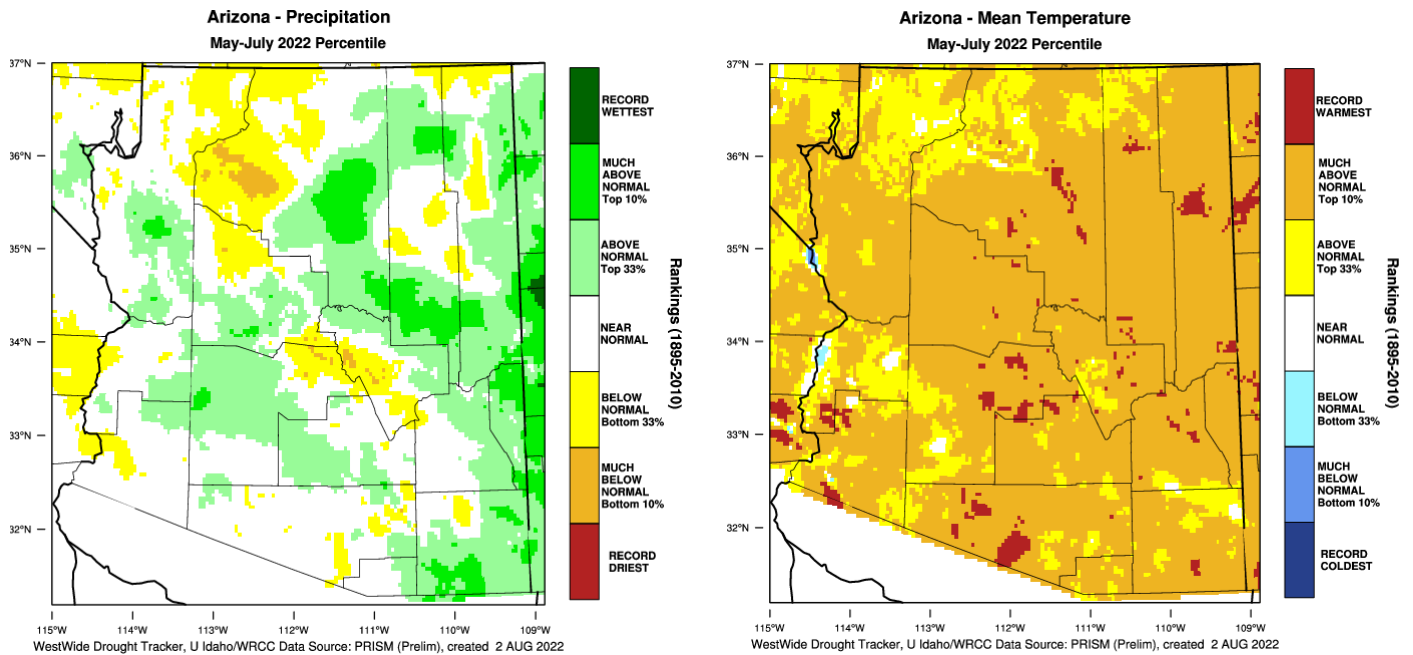 Arizona - Precipitation
May-July 2022 Percentile
37°N
36°N
35°N
34°N
33°N
32°N
115°W 114°W 113°W 112°W 111°W 110°W 109°W
RECORD
WETTEST
MUCH
ABOVE
NORMAL
Top 10%
ABOVE
NORMAL
Top 33%
NEAR
NORMAL
BELOW
NORMAL
Bottom 33%
MUCH
BELOW
NORMAL
Bottom 10%
RECORD
DRIEST
Rankings (1895-2010)
WestWide Drought Tracker, U Idaho/WRCC Data Source: PRISM (Prelim), created 2 AUG 2022
Arizona - Mean Temperature
May-July 2022 Percentile
37°N
36°N
35°N
34°N
33°N
32°N
115°W 114°W 113°W 112°W 111°W 110°W 109°W
RECORD
WARMEST
MUCH
ABOVE
NORMAL
Top 10%
ABOVE
NORMAL
Top 33%
NEAR
NORMAL
BELOW
NORMAL
Bottom 33%
MUCH
BELOW
NORMAL
Bottom 10%
RECORD
COLDEST
Rankings (1895-2010)
WestWide Drought Tracker, U Idaho/WRCC Data Source: PRISM (Prelim), created 2 AUG 2022